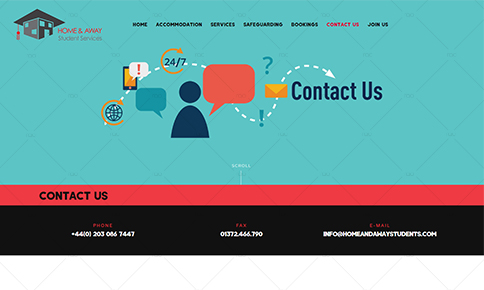 HOME & AWAY
Student Services
HOME ACCOMMODATION SERVICES SAFEGUARDING BOOKINGS CONTACT US JOIN US
24/7
!
?
Contact Us
!
SCROLL
CONTACT US
PHONE FAX E-MAIL
+44(0) 203 086 7447 01372.466.790 INFO@HOMEANDAWAYSTUDENTS.COM